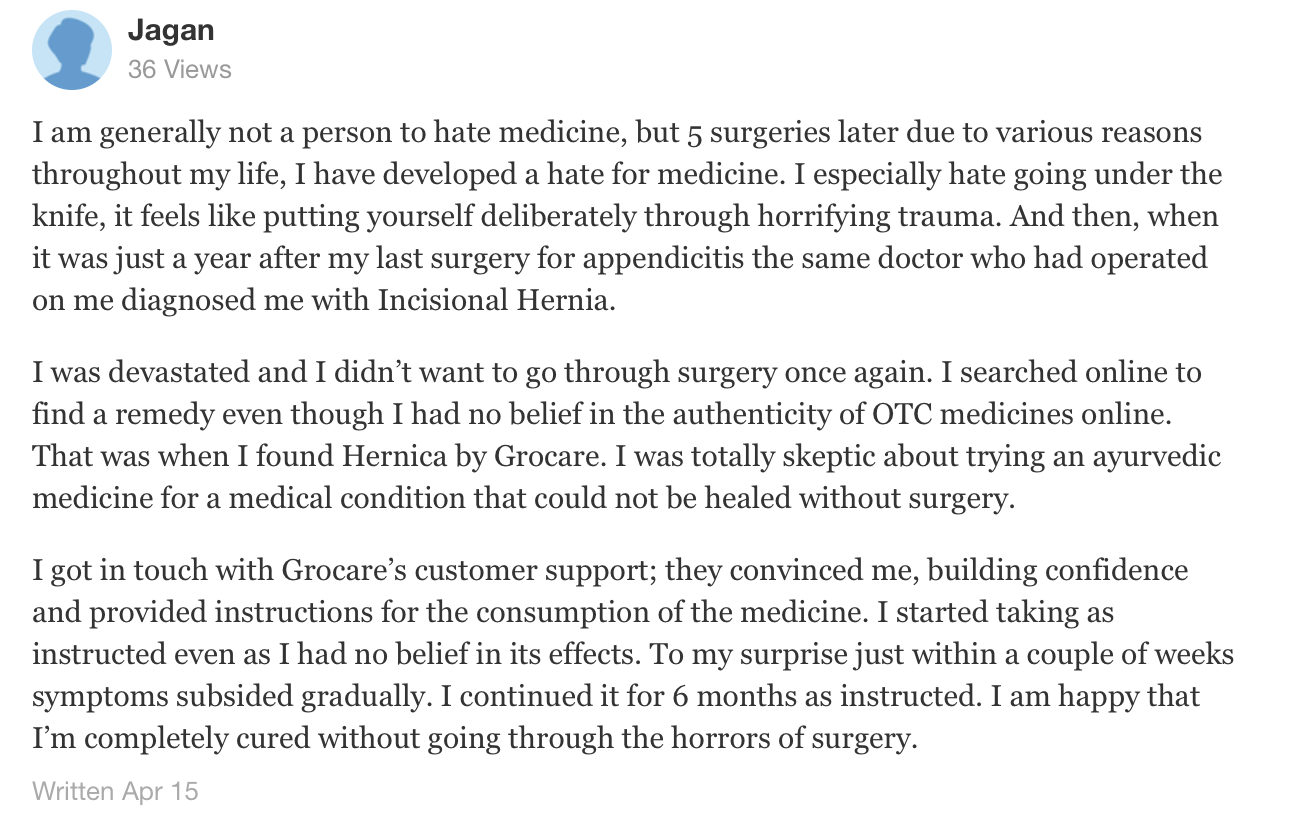 Jagan
36 Views
I am generally not a person to hate medicine, but 5 surgeries later due to various reasons
throughout my life, I have developed a hate for medicine. I especially hate going under the
knife, it feels like putting yourself deliberately through horrifying trauma. And then, when
it was just a year after my last surgery for appendicitis the same doctor who had operated
on me diagnosed me with Incisional Hernia.
I was devastated and I didn’t want to go through surgery once again. I searched online to
find a remedy even though I had no belief in the authenticity of OTC medicines online.
That was when I found Hernica by Grocare. I was totally skeptic about trying an ayurvedic
medicine for a medical condition that could not be healed without surgery.
I got in touch with Grocare’s customer support; they convinced me, building confidence
and provided instructions for the consumption of the medicine. I started taking as
instructed even as I had no belief in its effects. To my surprise just within a couple of weeks
symptoms subsided gradually. I continued it for 6 months as instructed. I am happy that
I’m completely cured without going through the horrors of surgery.
Written Apr 15